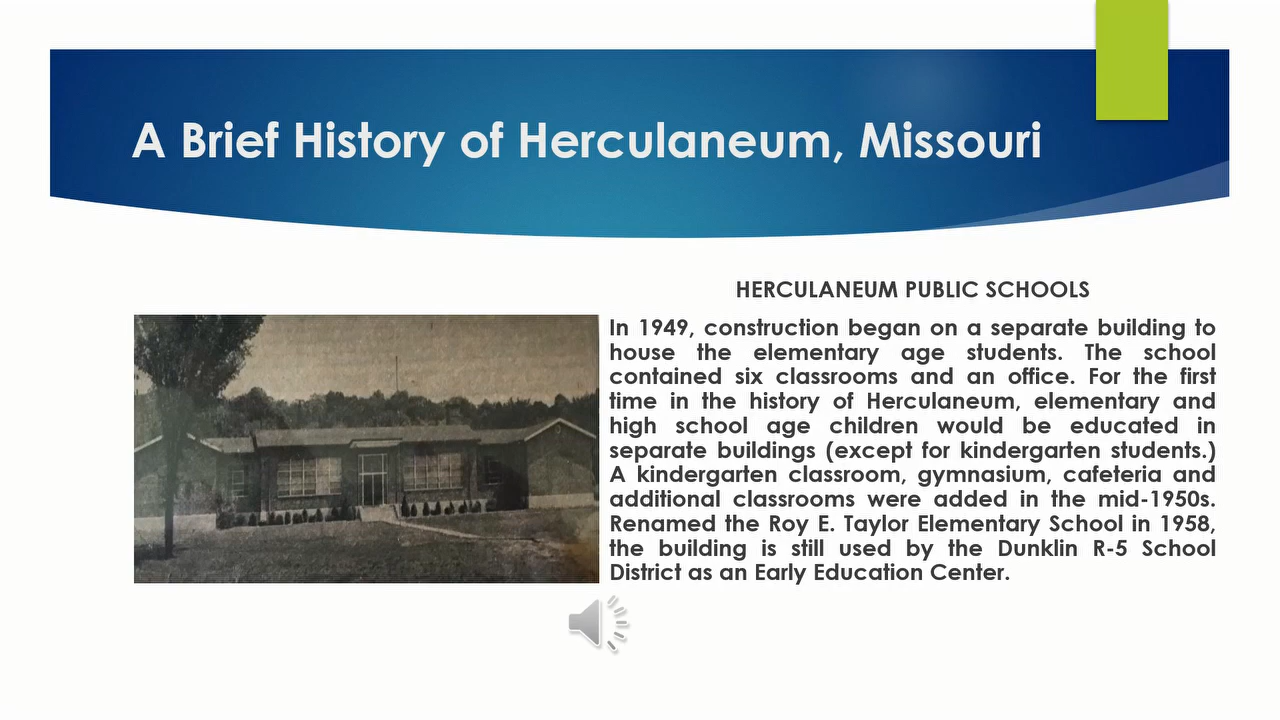 A Brief History of Herculaneum, Missouri
HERCULANEUM PUBLIC SCHOOLS
In 1949, construction began on a separate building to
house the elementary age students. The school
contained six classrooms and an office. For the first
time in the history of Herculaneum, elementary and
high school age children would be educated in
separate buildings (except for kindergarten students.)
A kindergarten classroom, gymnasium, cafeteria and
additional classrooms were added in the mid-1950s.
Renamed the Roy E. Taylor Elementary School in 1958,
the building is still used by the Dunklin R-5 School
District as an Early Education Center.